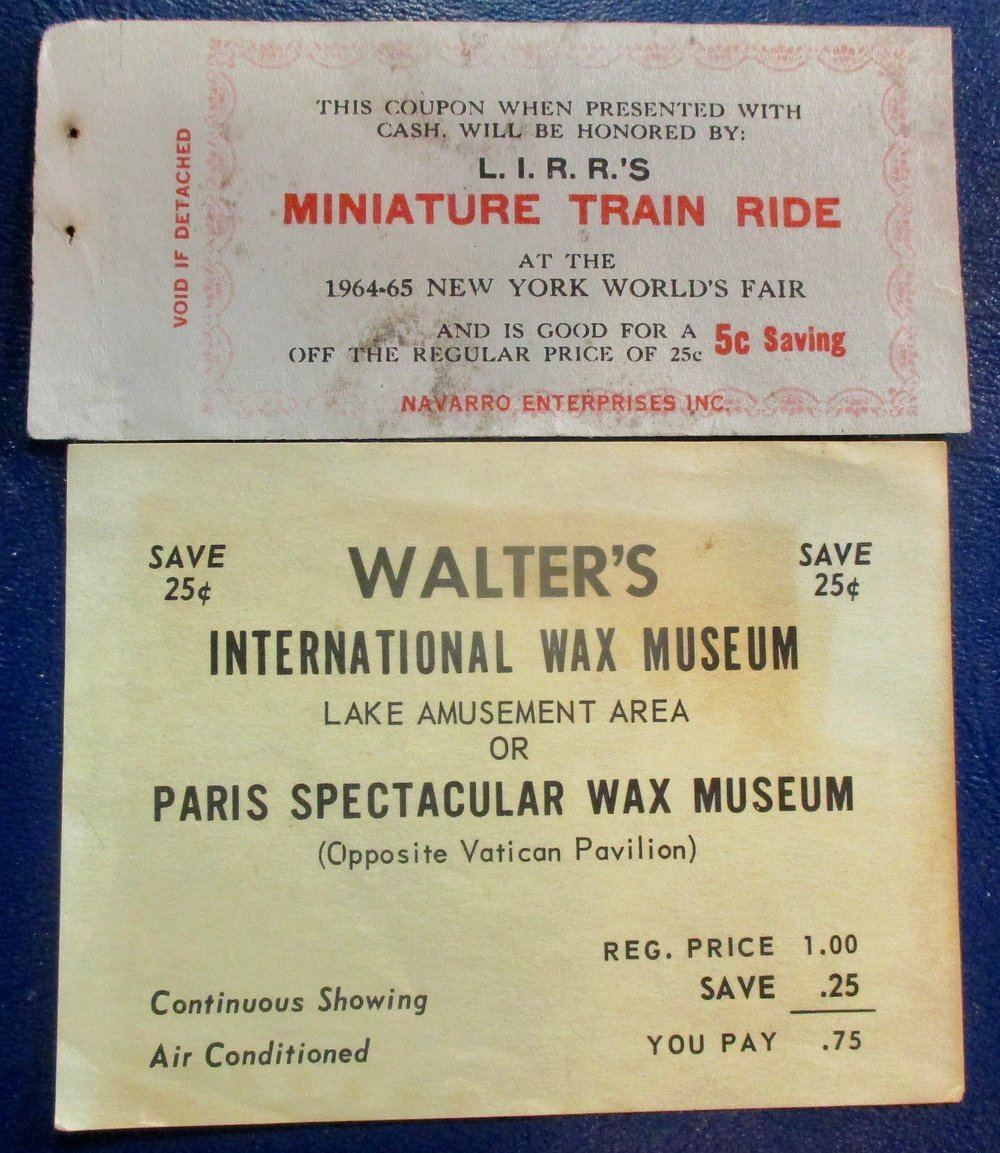 VOID IF DETACHED
THIS COUPON WHEN PRESENTED WITH
CASH, WILL BE HONORED BY:
L. I. R. R.'S
MINIATURE TRAIN RIDE
AT THE
1964-65 NEW YORK WORLD'S FAIR
AND IS GOOD FOR A 5c Saving
OFF THE REGULAR PRICE OF 25c
NAVARRO ENTERPRISES INC.
SAVE 25¢
WALTER'S
SAVE 25¢
INTERNATIONAL WAX MUSEUM
LAKE AMUSEMENT AREA
OR
PARIS SPECTACULAR WAX MUSEUM
(Opposite Vatican Pavilion)
REG. PRICE 1.00
SAVE .25
YOU PAY .75
Continuous Showing
Air Conditioned